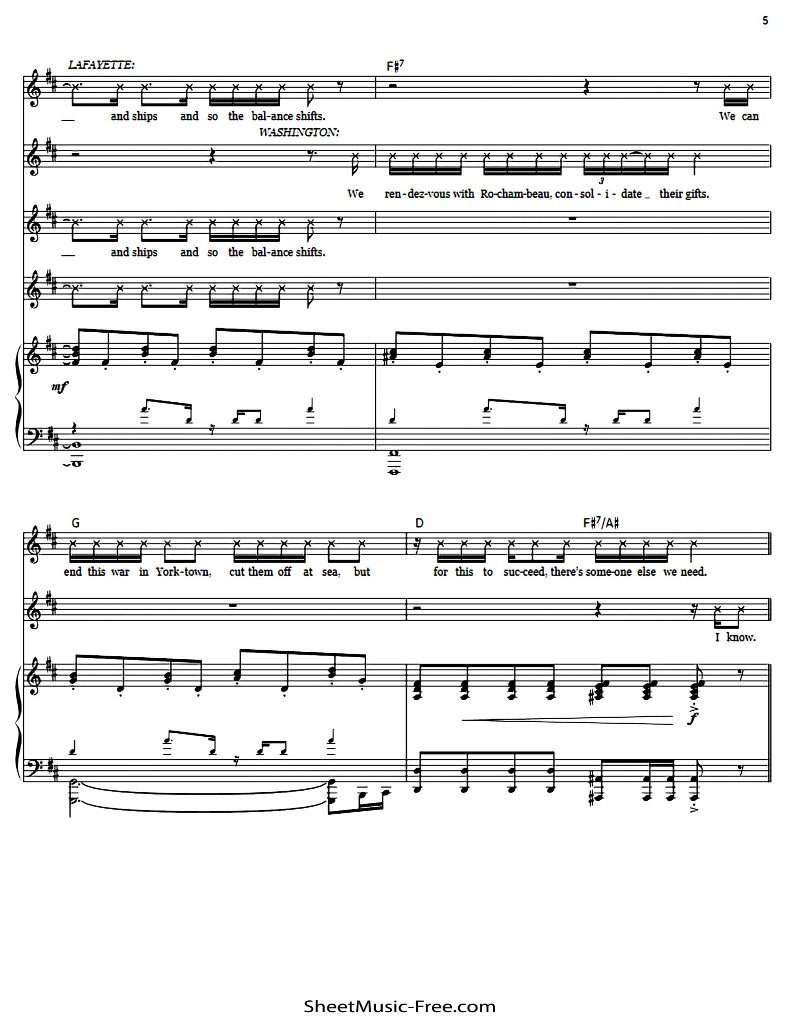 5
LAFAYETTE: F♯7
__ and ships and so the bal-ance shifts. We can
WASHINGTON:
3
We ren-dez-vous with Ro-cham-beau, con-sol-i-date _ their gifts.
__ and ships and so the bal-ance shifts.
mf
G D F♯7/A♯
end this war in York-town, cut them off at sea, but for this to suc-ceed, there's some-one else we need.
I know.
f
SheetMusic-Free.com